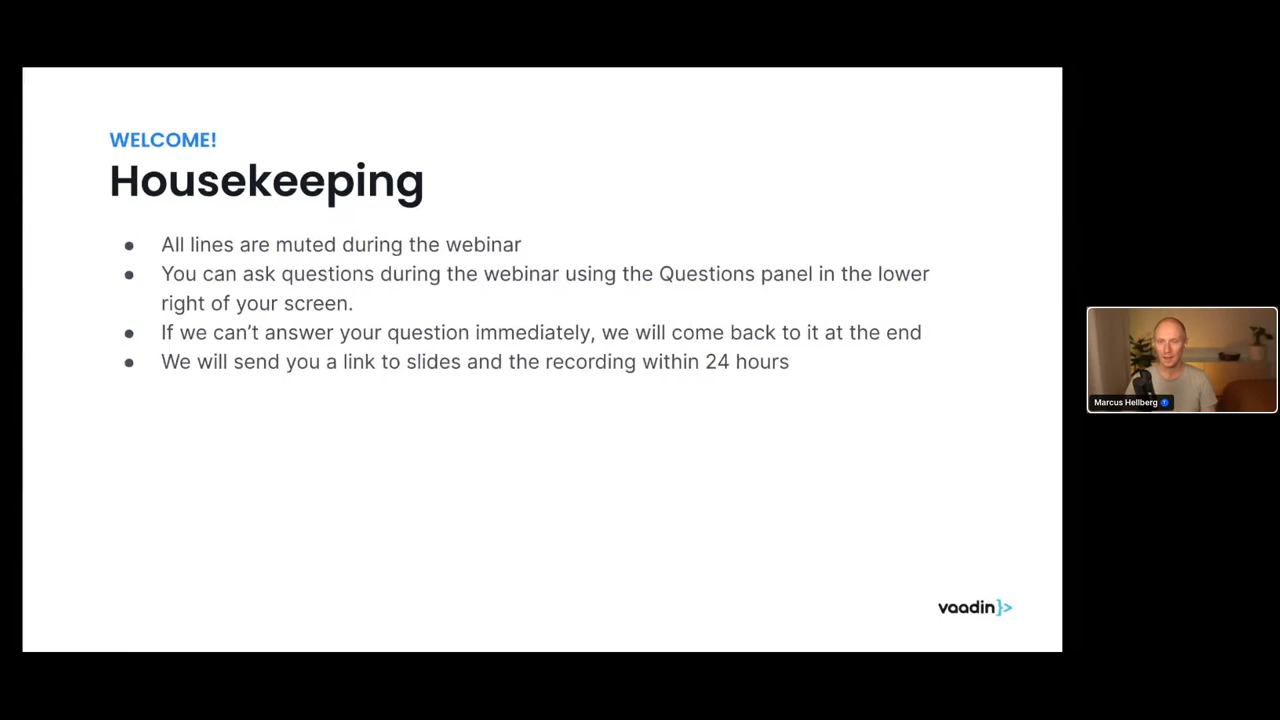 WELCOME!
Housekeeping
● All lines are muted during the webinar
● You can ask questions during the webinar using the Questions panel in the lower
right of your screen.
● If we can’t answer your question immediately, we will come back to it at the end
● We will send you a link to slides and the recording within 24 hours
Marcus Hellberg
vaadin}>